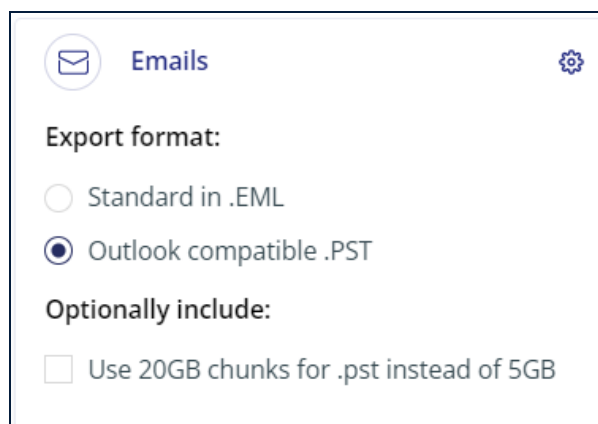 Emails
Export format:
Standard in .EML
Outlook compatible .PST
Optionally include:
Use 20GB chunks for .pst instead of 5GB